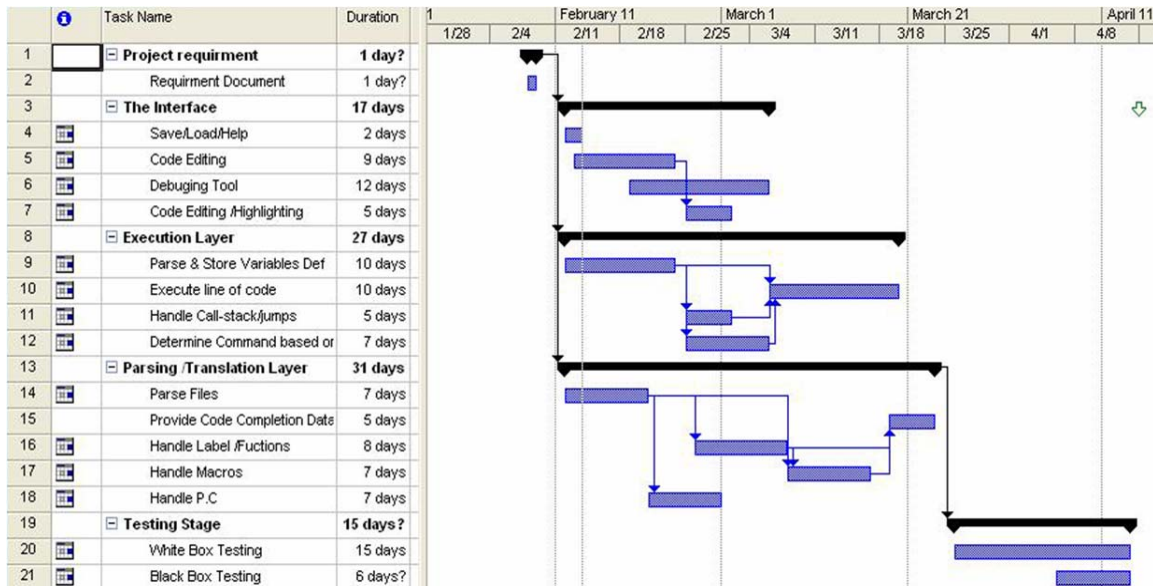 Task Name Duration 1 February 11 March 1 March 21 April 11
1/28 2/4 2/11 2/18 2/25 3/4 3/11 3/18 3/25 4/1 4/8
1 Project requirment 1 day?
2 Requirment Document 1 day?
3 The Interface 17 days
4 Save/Load/Help 2 days
5 Code Editing 9 days
6 Debuging Tool 12 days
7 Code Editing /Highlighting 5 days
8 Execution Layer 27 days
9 Parse & Store Variables Def 10 days
10 Execute line of code 10 days
11 Handle Call-stack/jumps 5 days
12 Determine Command based or 7 days
13 Parsing /Translation Layer 31 days
14 Parse Files 7 days
15 Provide Code Completion Data 5 days
16 Handle Label /Fuctions 8 days
17 Handle Macros 7 days
18 Handle P.C 7 days
19 Testing Stage 15 days?
20 White Box Testing 15 days
21 Black Box Testing 6 days?